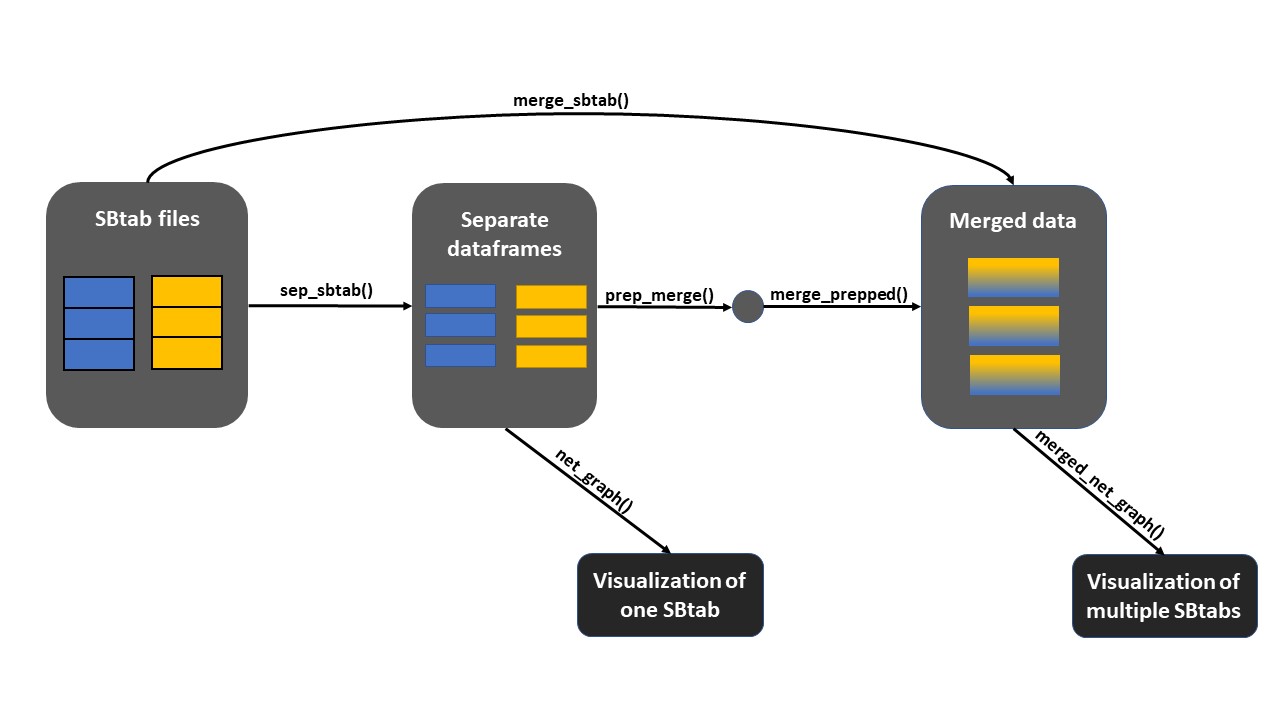 merge_sbtab()
SBtab files
Separate
dataframes
Merged data
sep_sbtab()
prep_merge()
merge_prepped()
net_graph()
merged_net_graph()
Visualization of
one SBtab
Visualization of
multiple SBtabs